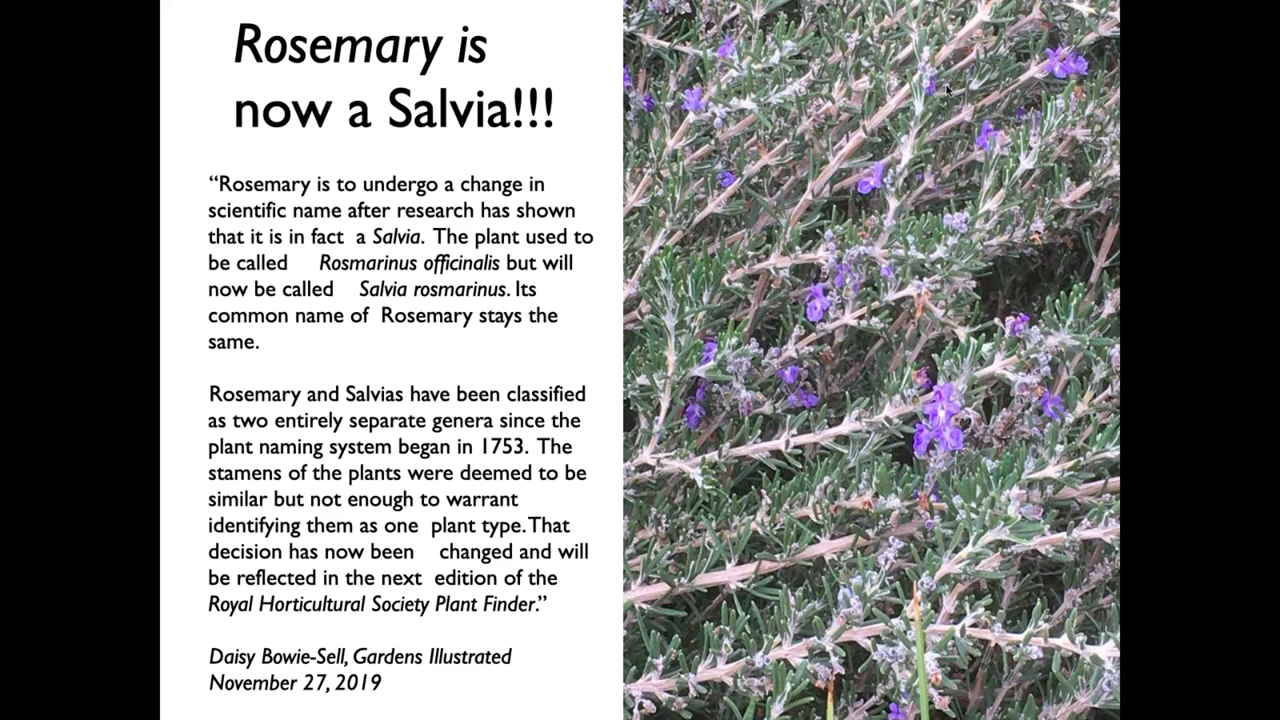 Rosemary is
now a Salvia!!!
“Rosemary is to undergo a change in
scientific name after research has shown
that it is in fact a Salvia. The plant used to
be called Rosmarinus officinalis but will
now be called Salvia rosmarinus. Its
common name of Rosemary stays the
same.
Rosemary and Salvias have been classified
as two entirely separate genera since the
plant naming system began in 1753. The
stamens of the plants were deemed to be
similar but not enough to warrant
identifying them as one plant type. That
decision has now been changed and will
be reflected in the next edition of the
Royal Horticultural Society Plant Finder.”
Daisy Bowie-Sell, Gardens Illustrated
November 27, 2019